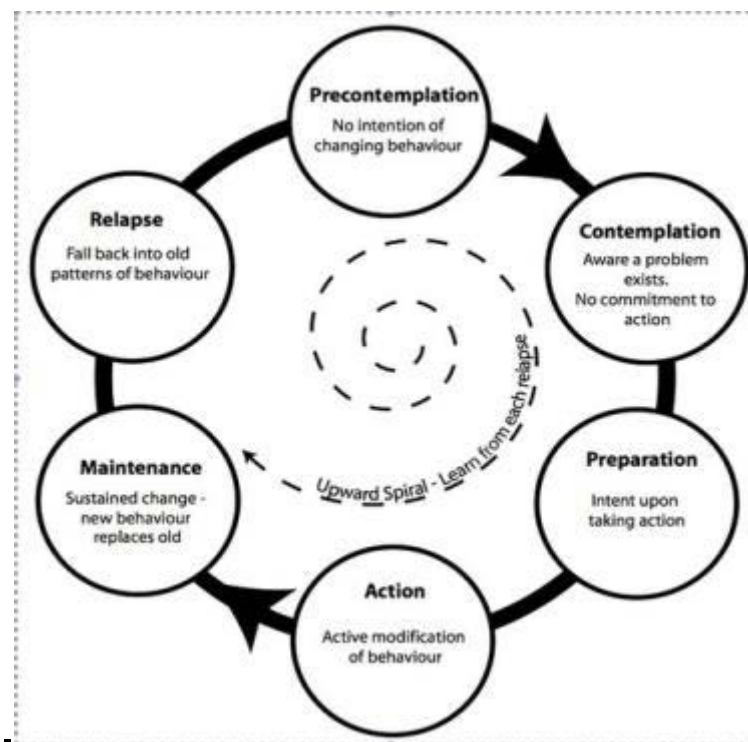 Precontemplation
No intention of
changing behaviour
Contemplation
Aware a problem
exists.
No commitment to
action
Preparation
Intent upon
taking action
Action
Active modification
of behaviour
Maintenance
Sustained change -
new behaviour
replaces old
Relapse
Fall back into old
patterns of behaviour
Upward Spiral - Learn from each relapse